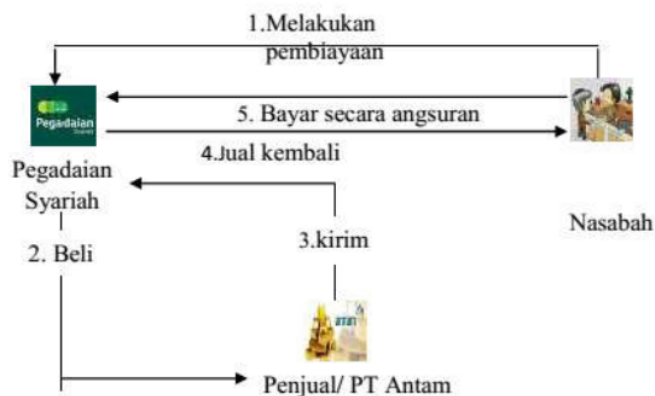 1.Melakukan
pembiayaan
Pegadaian
5. Bayar secara angsuran
4.Jual kembali
Pegadaian
Syariah
Nasabah
2. Beli
3.kirim
Penjual/ PT Antam